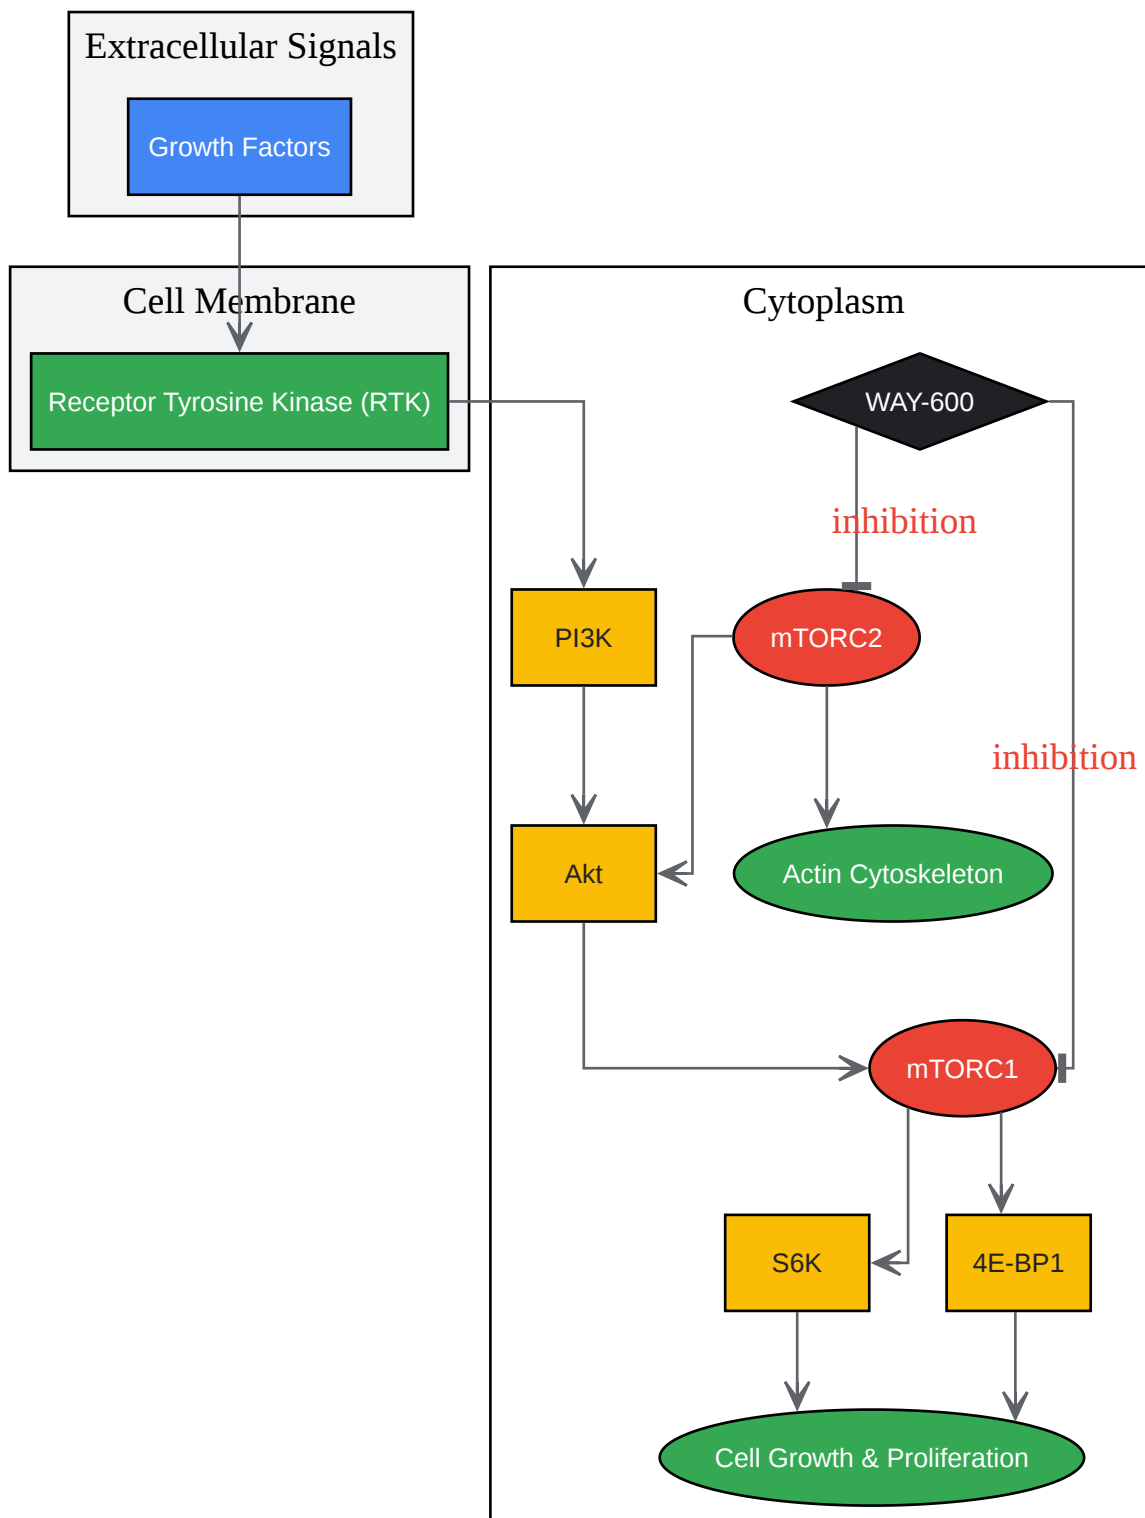 Extracellular Signals
Growth Factors
Cell Membrane
Receptor Tyrosine Kinase (RTK)
Cytoplasm
WAY-600
inhibition
PI3K
mTORC2
inhibition
Akt
Actin Cytoskeleton
mTORC1
S6K
4E-BP1
Cell Growth & Proliferation